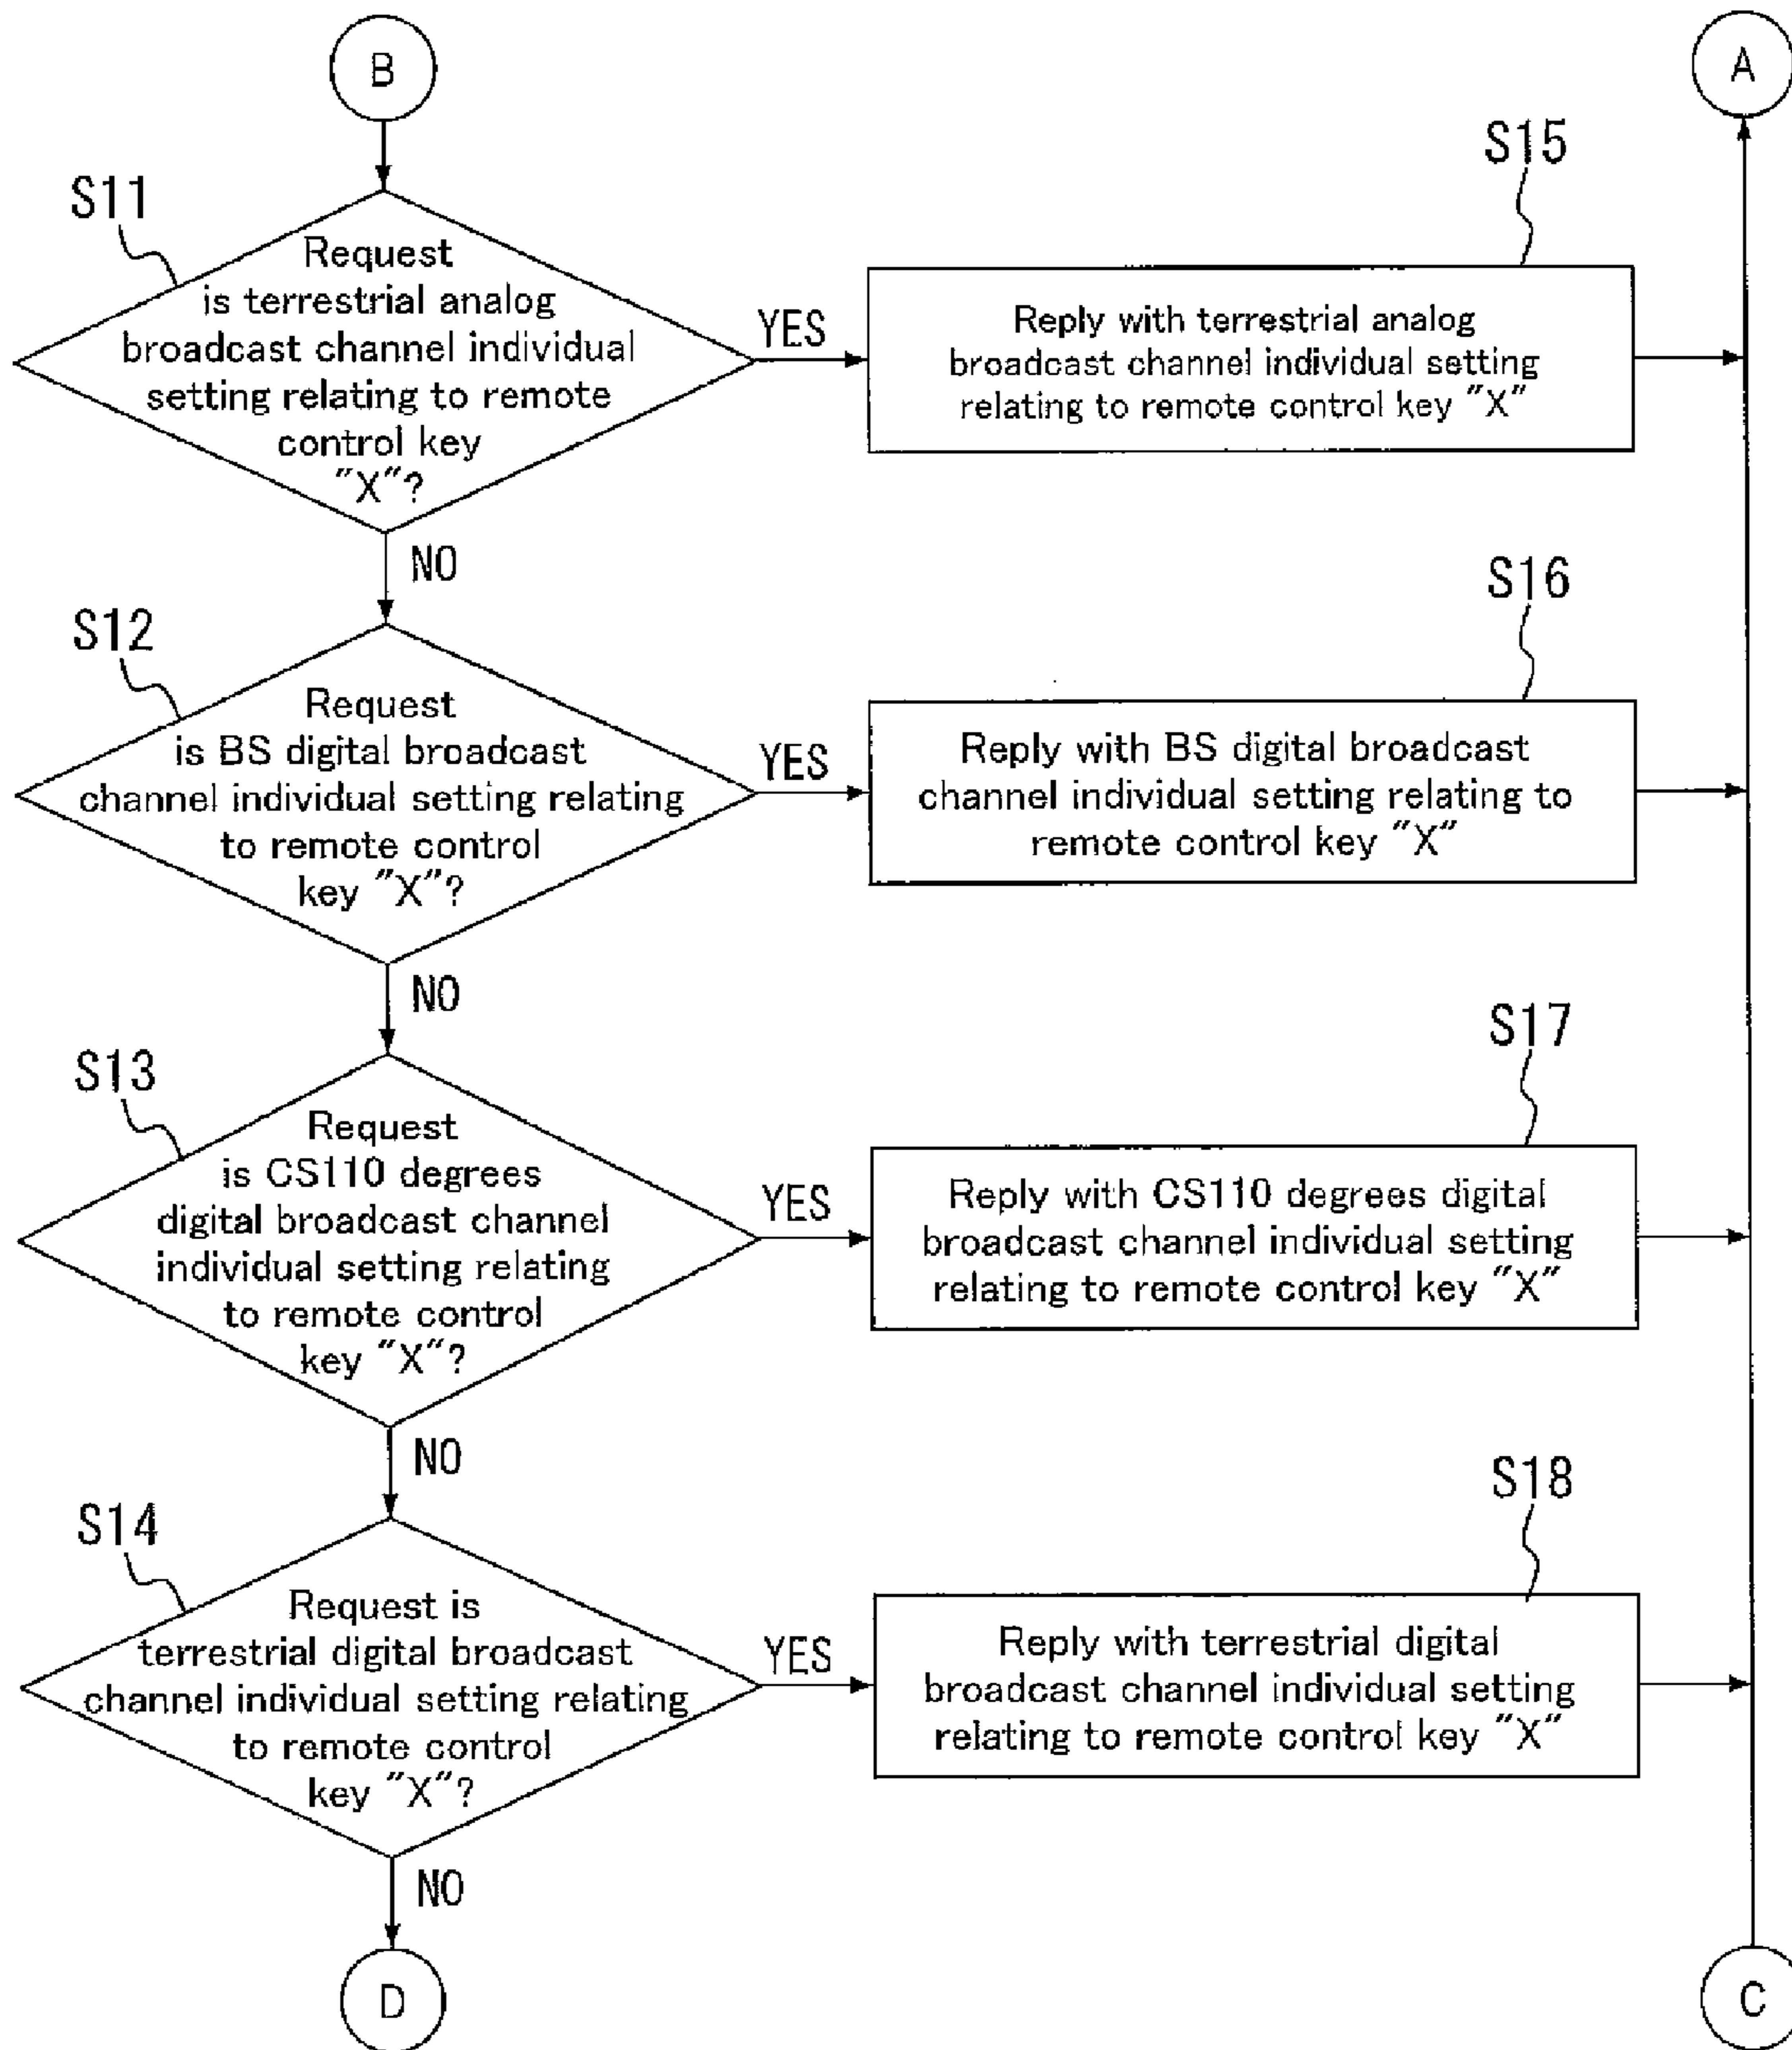 B
A
S11
Request
is terrestrial analog
broadcast channel individual
setting relating to remote
control key
"X"?
YES
S15
Reply with terrestrial analog
broadcast channel individual setting
relating to remote control key "X"
NO
S12
Request
is BS digital broadcast
channel individual setting relating
to remote control
key "X"?
YES
S16
Reply with BS digital broadcast
channel individual setting relating to
remote control key "X"
NO
S13
Request
is CS110 degrees
digital broadcast channel
individual setting relating
to remote control
key "X"?
YES
S17
Reply with CS110 degrees digital
broadcast channel individual setting
relating to remote control key "X"
NO
S14
Request is
terrestrial digital broadcast
channel individual setting relating
to remote control
key "X"?
YES
S18
Reply with terrestrial digital
broadcast channel individual setting
relating to remote control key "X"
NO
D
C